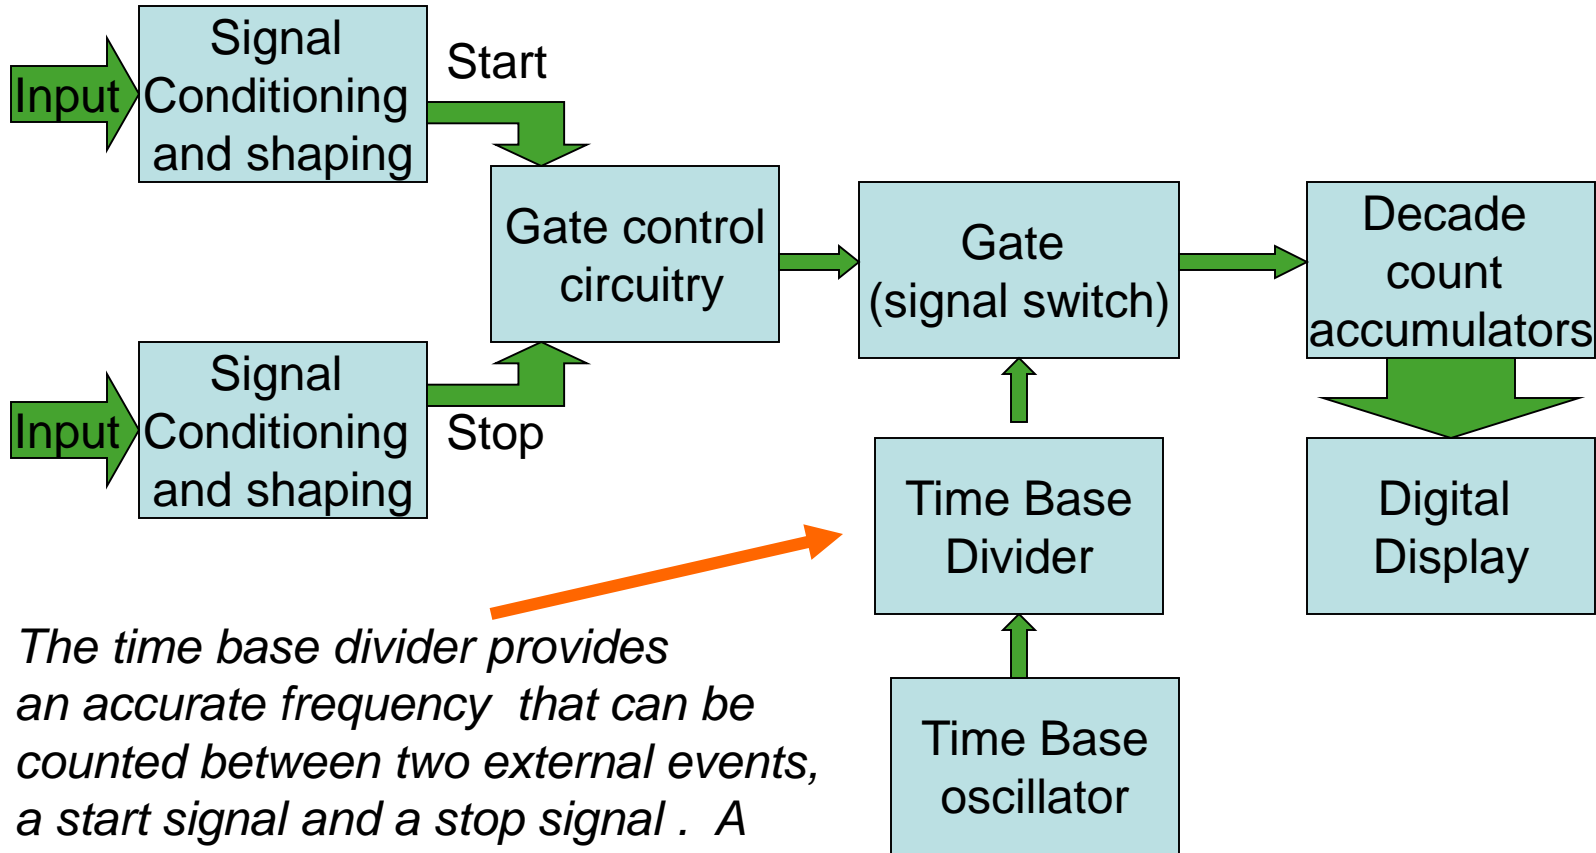 Signal
Conditioning
and shaping
Input
Start
Gate control
circuitry
Gate
(signal switch)
Decade
count
accumulators
Signal
Conditioning
and shaping
Input
Stop
Time Base
Divider
Digital
Display
Time Base
oscillator
The time base divider provides
an accurate frequency that can be
counted between two external events,
a start signal and a stop signal . A